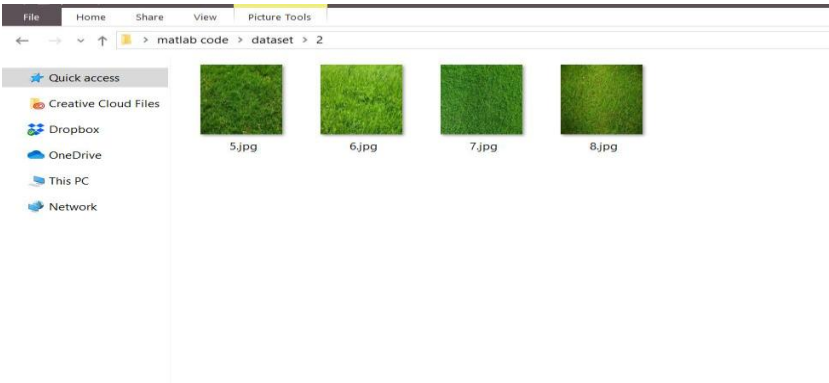 File Home Share View Picture Tools
> matlab code > dataset > 2
Quick access
Creative Cloud Files
Dropbox
OneDrive
This PC
Network
5.jpg 6.jpg 7.jpg 8.jpg